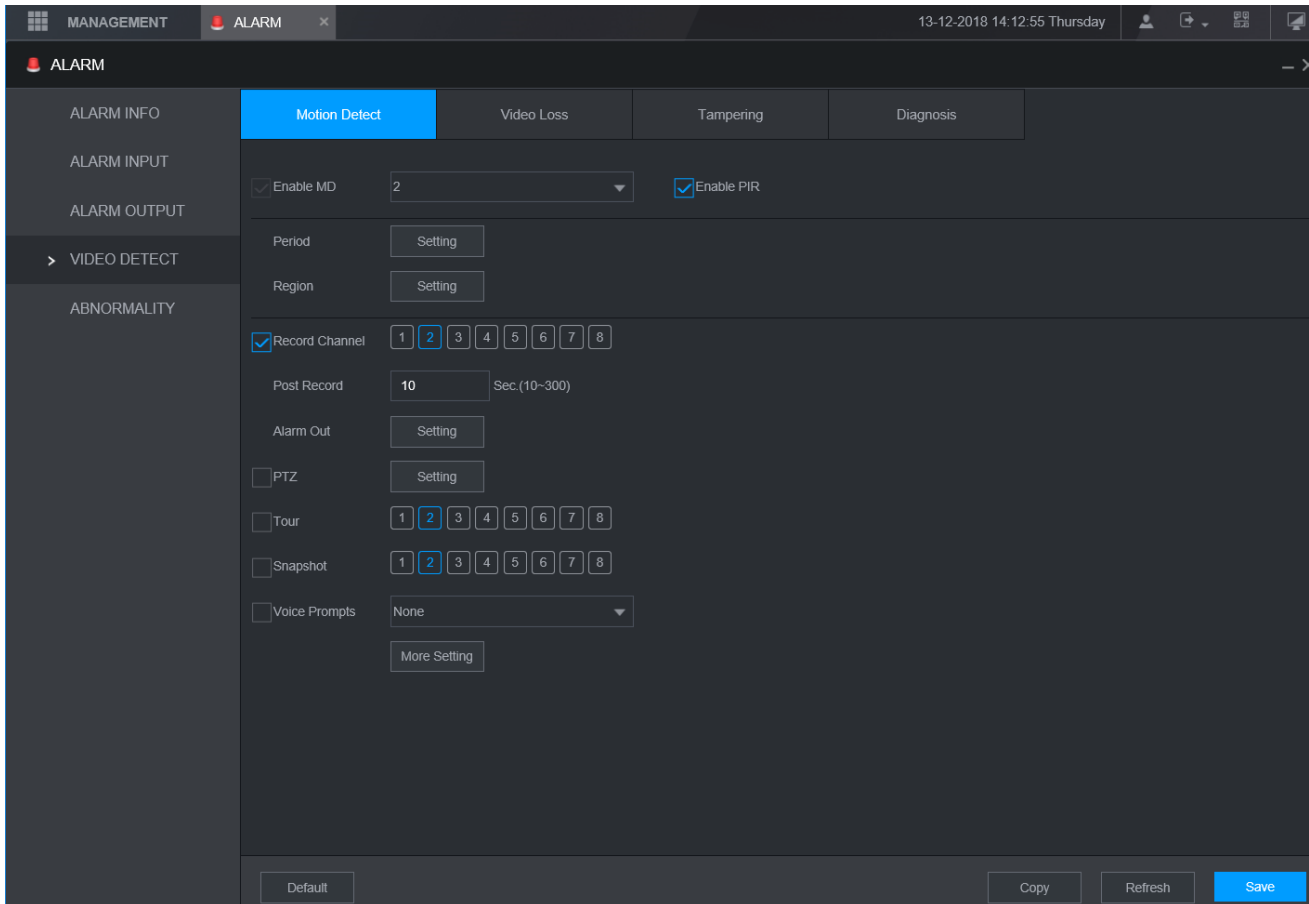 MANAGEMENT ALARM × 13-12-2018 14:12:55 Thursday
ALARM
ALARM INFO
ALARM INPUT
ALARM OUTPUT
VIDEO DETECT
ABNORMALITY
Motion Detect Video Loss Tampering Diagnosis
Enable MD 2 Enable PIR
Period Setting
Region Setting
Record Channel 1 2 3 4 5 6 7 8
Post Record 10 Sec.(10~300)
Alarm Out Setting
PTZ Setting
Tour 1 2 3 4 5 6 7 8
Snapshot 1 2 3 4 5 6 7 8
Voice Prompts None
More Setting
Default Copy Refresh Save